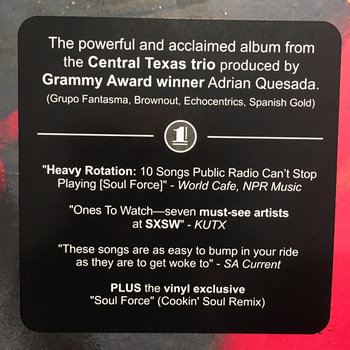 The powerful and acclaimed album from
the Central Texas trio produced by
Grammy Award winner Adrian Quesada.
(Grupo Fantasma, Brownout, Echocentrics, Spanish Gold)
1
"Heavy Rotation: 10 Songs Public Radio Can't Stop
Playing [Soul Force]" - World Cafe, NPR Music
"Ones To Watch—seven must-see artists
at SXSW" - KUTX
"These songs are as easy to bump in your ride
as they are to get woke to" - SA Current
PLUS the vinyl exclusive
"Soul Force" (Cookin' Soul Remix)